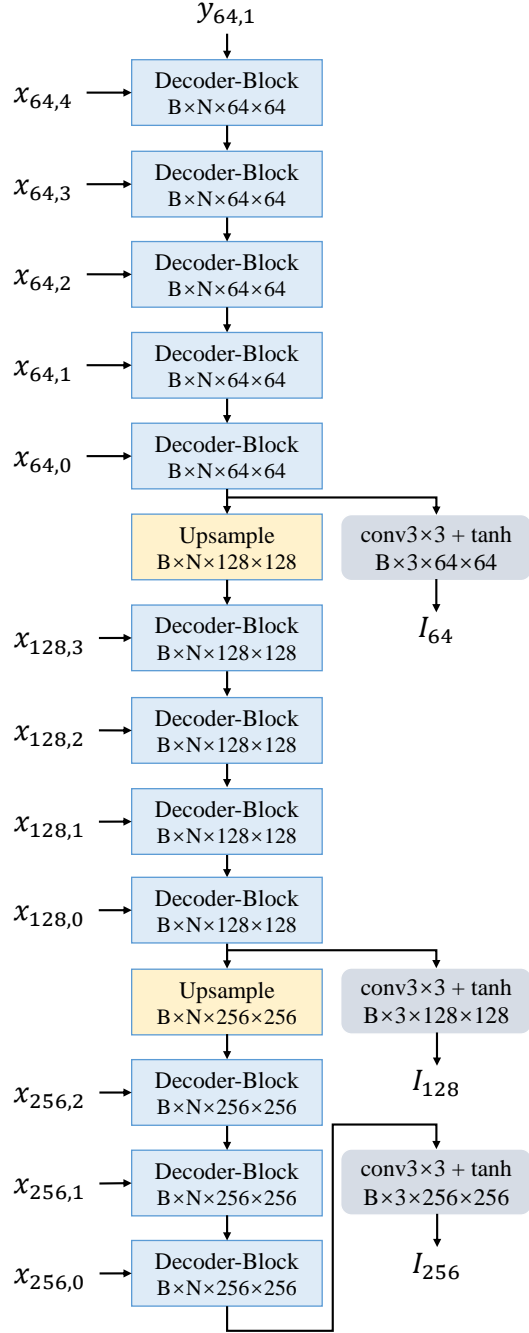 y64,1
x64,4
Decoder-Block
B×N×64×64
x64,3
Decoder-Block
B×N×64×64
x64,2
Decoder-Block
B×N×64×64
x64,1
Decoder-Block
B×N×64×64
x64,0
Decoder-Block
B×N×64×64
Upsample
B×N×128×128
conv3×3 + tanh
B×3×64×64
I64
x128,3
Decoder-Block
B×N×128×128
x128,2
Decoder-Block
B×N×128×128
x128,1
Decoder-Block
B×N×128×128
x128,0
Decoder-Block
B×N×128×128
Upsample
B×N×256×256
conv3×3 + tanh
B×3×128×128
I128
x256,2
Decoder-Block
B×N×256×256
x256,1
Decoder-Block
B×N×256×256
conv3×3 + tanh
B×3×256×256
I256
x256,0
Decoder-Block
B×N×256×256